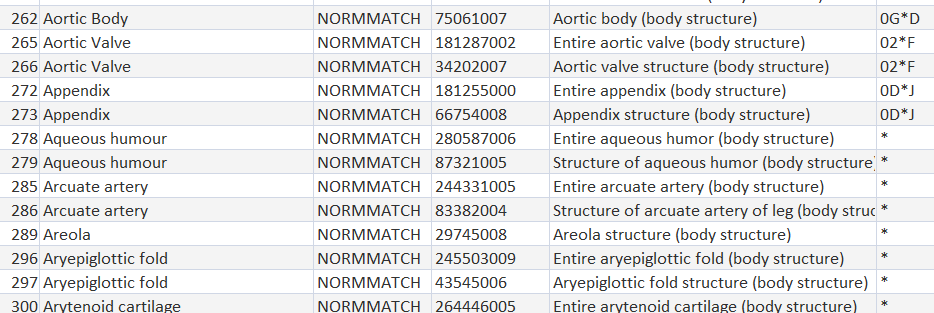 262 Aortic Body NORMMATCH 75061007 Aortic body (body structure) 0G*D
265 Aortic Valve NORMMATCH 181287002 Entire aortic valve (body structure) 02*F
266 Aortic Valve NORMMATCH 34202007 Aortic valve structure (body structure) 02*F
272 Appendix NORMMATCH 181255000 Entire appendix (body structure) 0D*J
273 Appendix NORMMATCH 66754008 Appendix structure (body structure) 0D*J
278 Aqueous humour NORMMATCH 280587006 Entire aqueous humor (body structure) *
279 Aqueous humour NORMMATCH 87321005 Structure of aqueous humor (body structure) *
285 Arcuate artery NORMMATCH 244331005 Entire arcuate artery (body structure) *
286 Arcuate artery NORMMATCH 83382004 Structure of arcuate artery of leg (body struc *
289 Areola NORMMATCH 29745008 Areola structure (body structure) *
296 Aryepiglottic fold NORMMATCH 245503009 Entire aryepiglottic fold (body structure) *
297 Aryepiglottic fold NORMMATCH 43545006 Aryepiglottic fold structure (body structure) *
300 Arytenoid cartilage NORMMATCH 264446005 Entire arytenoid cartilage (body structure) *